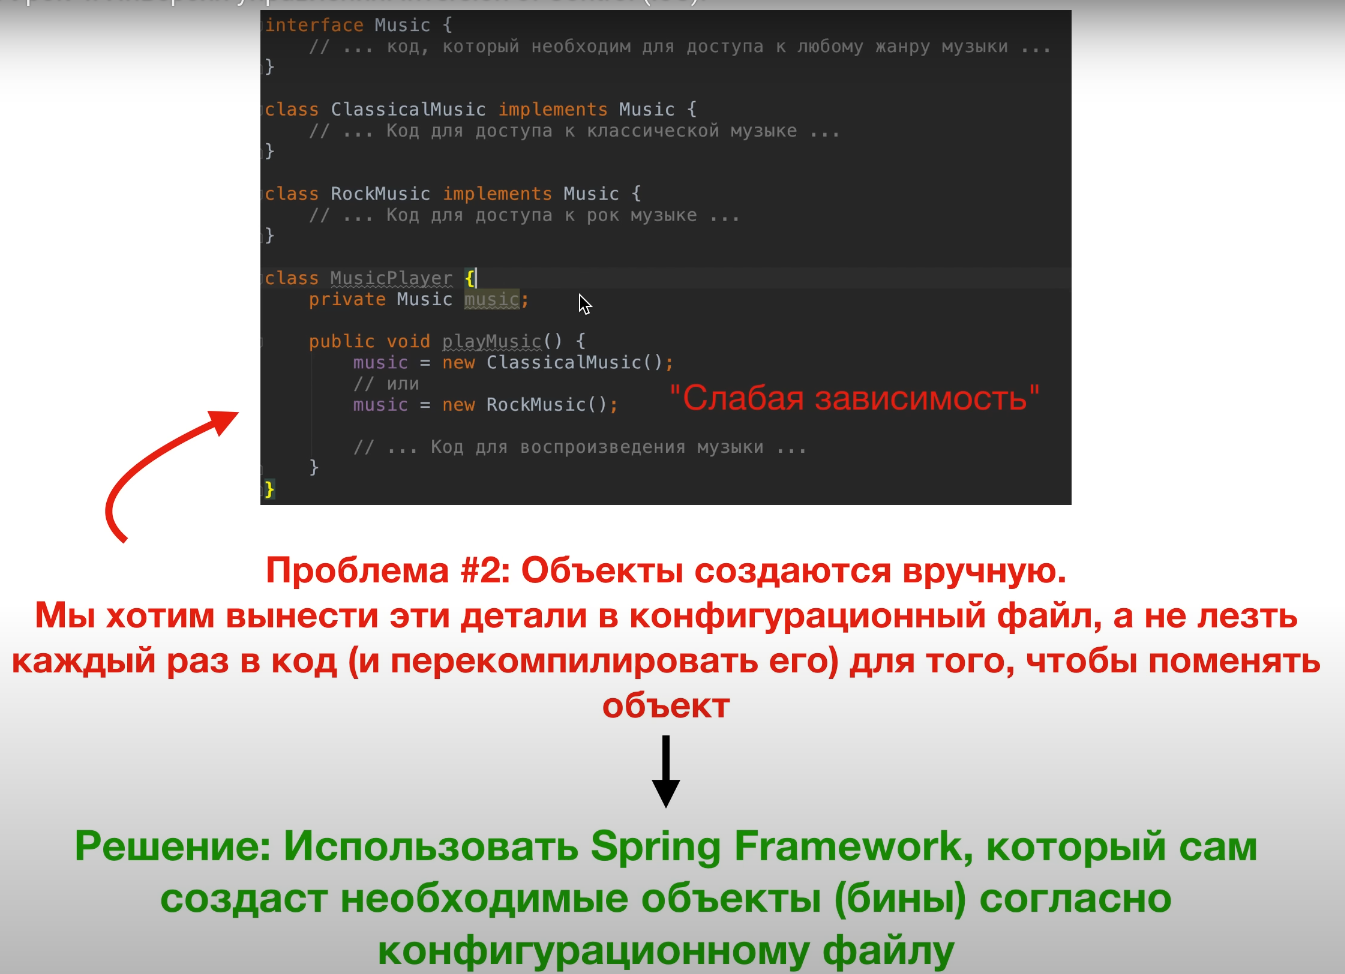 interface Music {
// ... код, который необходим для доступа к любому жанру музыки ...
}
class ClassicalMusic implements Music {
// ... Код для доступа к классической музыке ...
}
class RockMusic implements Music {
// ... Код для доступа к рок музыке ...
}
class MusicPlayer {
private Music music;
public void playMusic() {
music = new ClassicalMusic();
// или
music = new RockMusic();
"Слабая зависимость"
// ... Код для воспроизведения музыки ...
}
}
Проблема #2: Объекты создаются вручную.
Мы хотим вынести эти детали в конфигурационный файл, а не лезть
каждый раз в код (и перекомпилировать его) для того, чтобы поменять
объект
Решение: Использовать Spring Framework, который сам
создаст необходимые объекты (бины) согласно
конфигурационному файлу